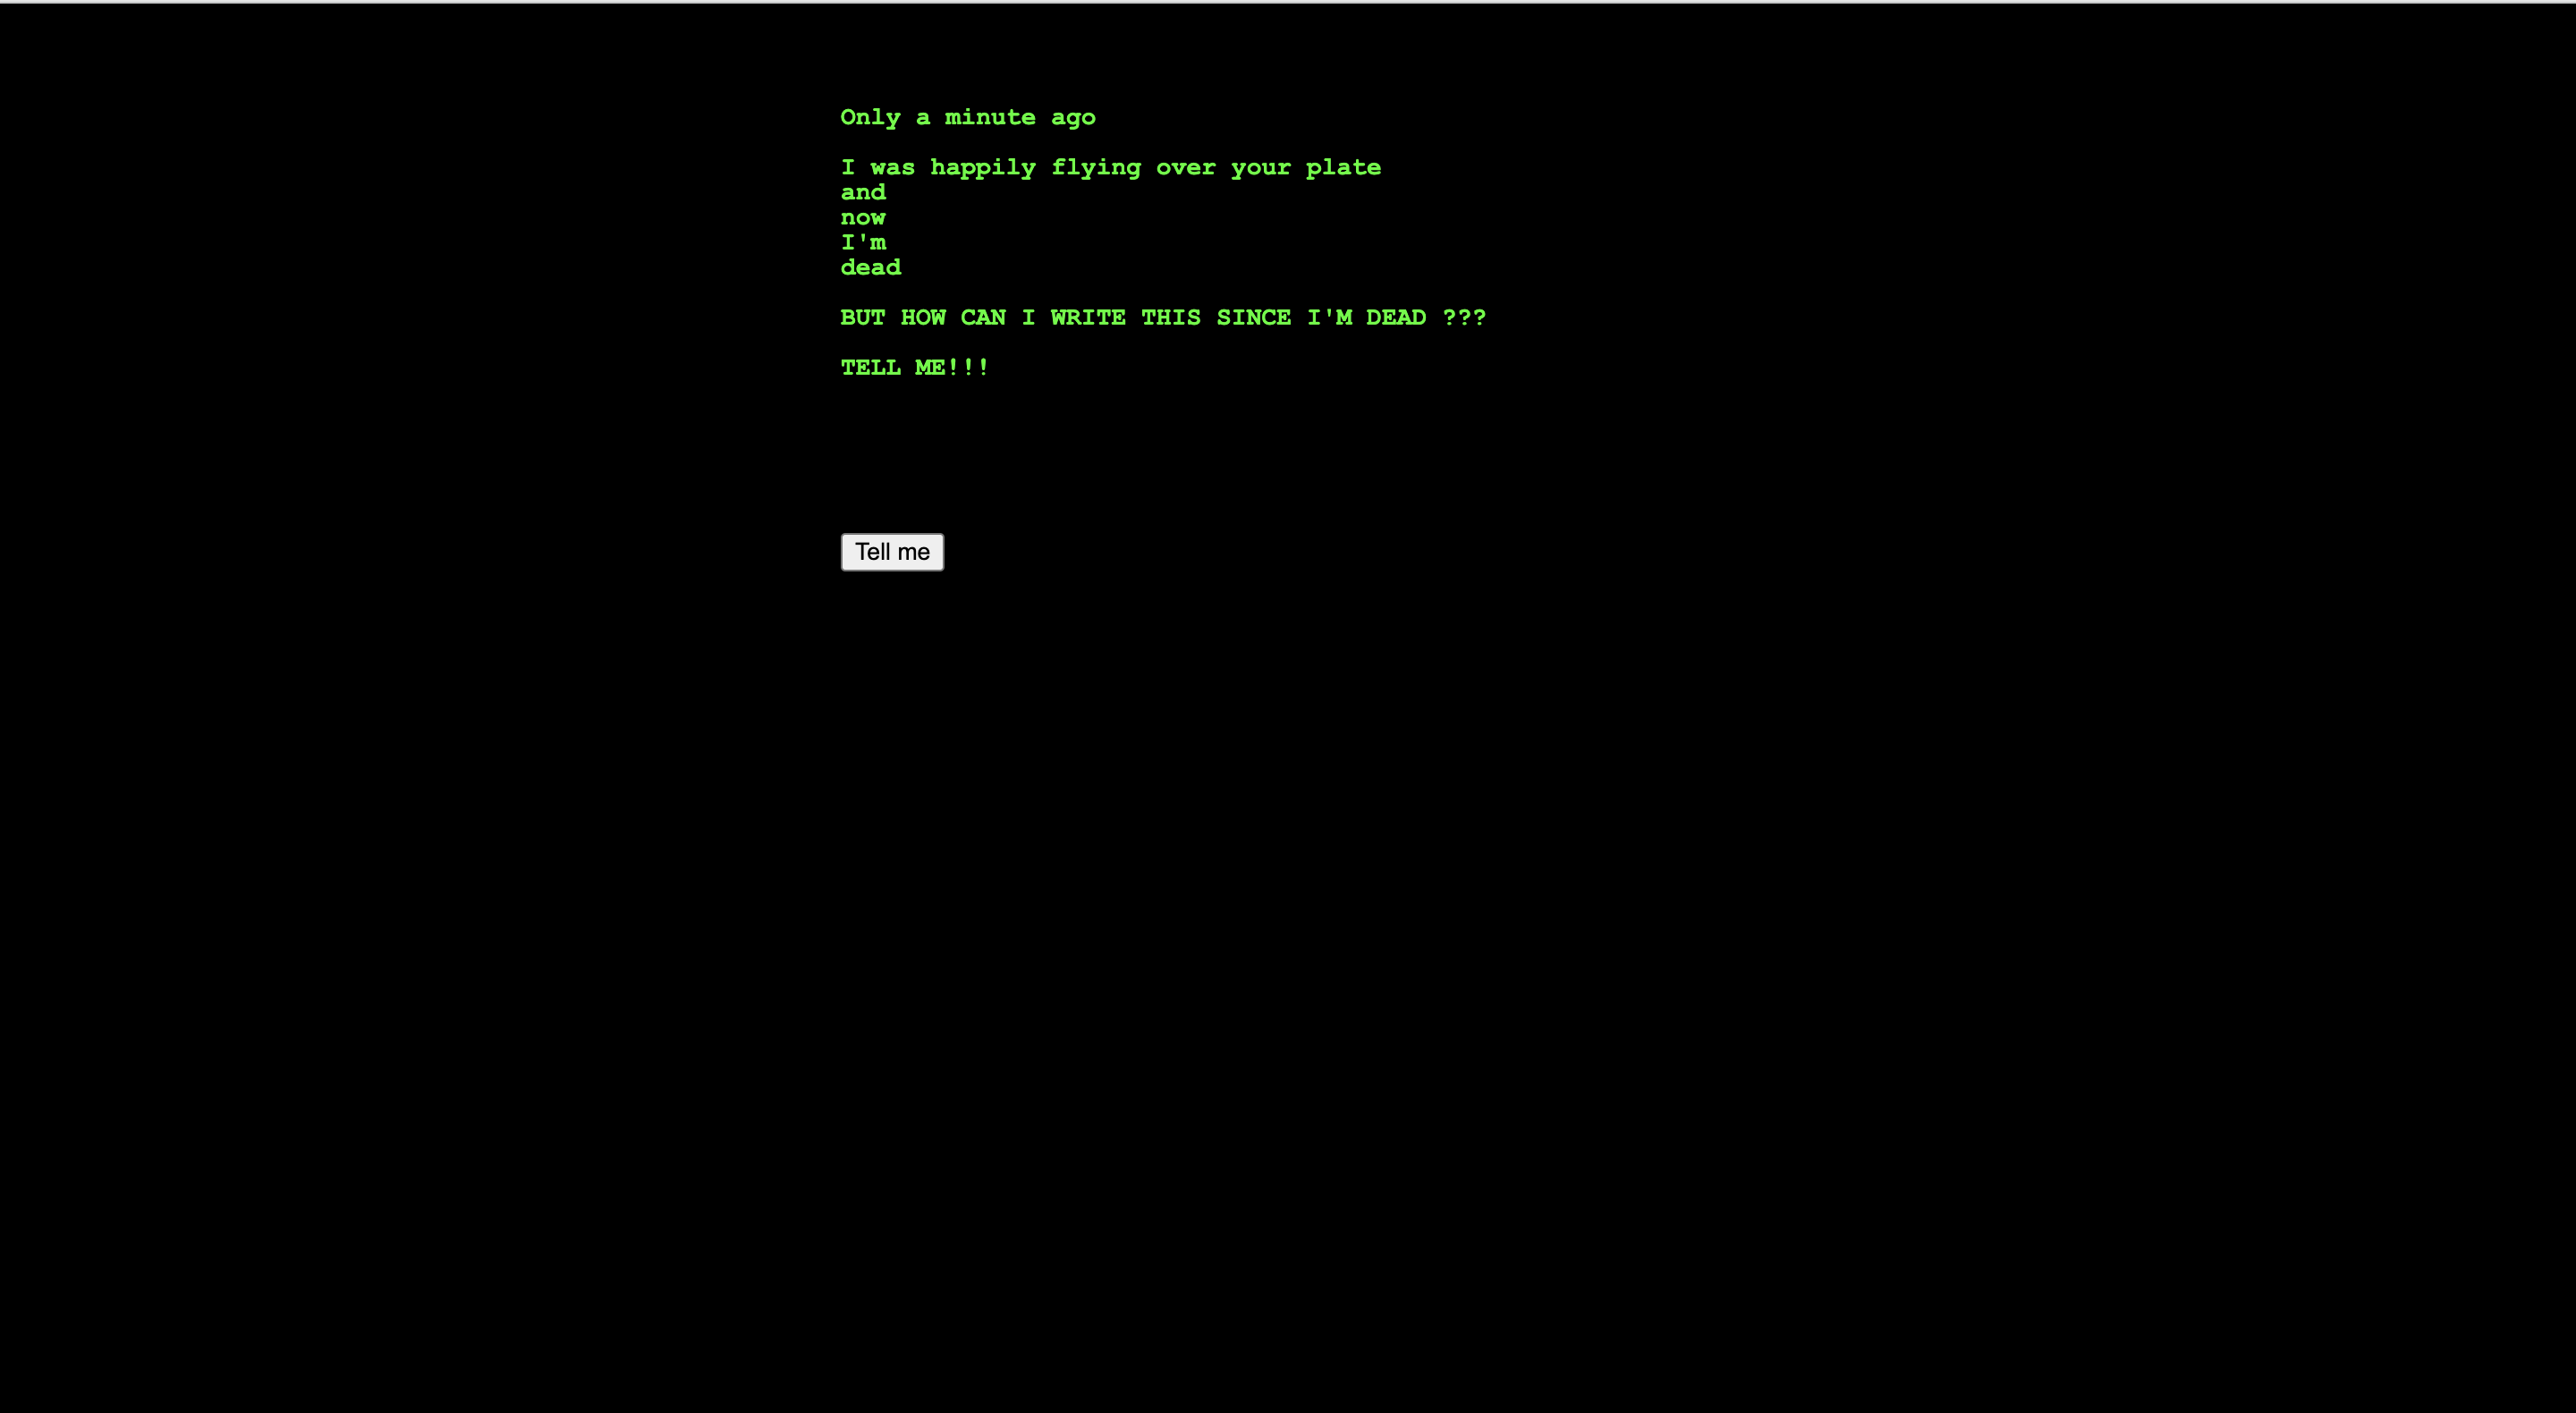 Only a minute ago
I was happily flying over your plate
and
now
I'm
dead
BUT HOW CAN I WRITE THIS SINCE I'M DEAD ???
TELL ME!!!
Tell me